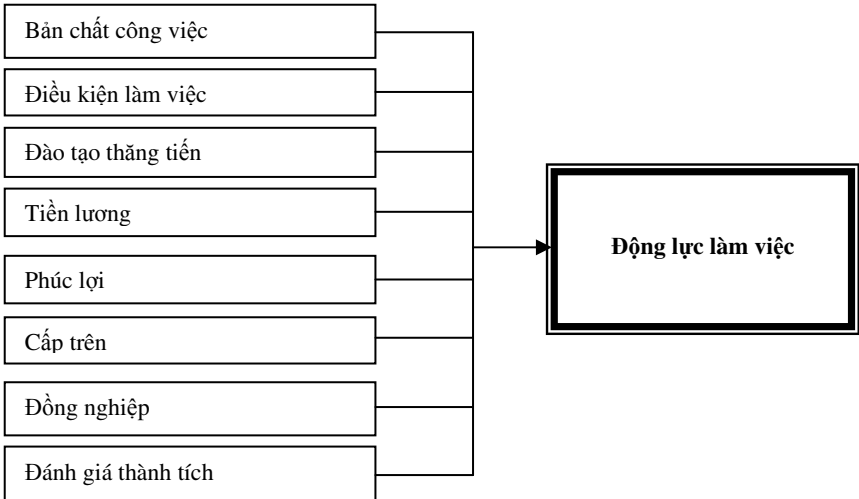 Bản chất công việc
Điều kiện làm việc
Đào tạo thăng tiến
Tiền lương
Phúc lợi
Cấp trên
Đồng nghiệp
Đánh giá thành tích
Động lực làm việc